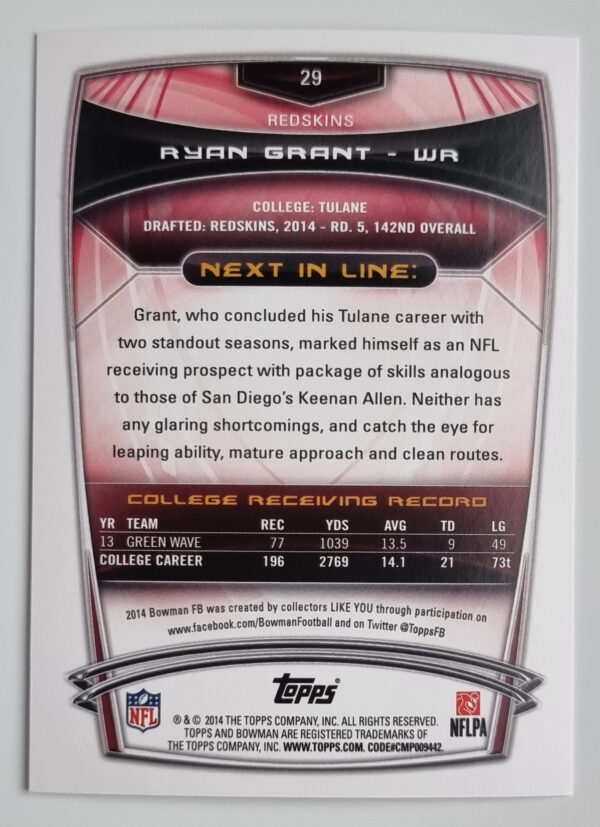 29
REDSKINS
RYAN GRANT - WR
COLLEGE: TULANE
DRAFTED: REDSKINS, 2014 - RD. 5, 142ND OVERALL
NEXT IN LINE:
Grant, who concluded his Tulane career with
two standout seasons, marked himself as an NFL
receiving prospect with package of skills analogous
to those of San Diego's Keenan Allen. Neither has
any glaring shortcomings, and catch the eye for
leaping ability, mature approach and clean routes.
COLLEGE RECEIVING RECORD
YR TEAM REC YDS AVG TD LG
13 GREEN WAVE 77 1039 13.5 9 49
COLLEGE CAREER 196 2769 14.1 21 73t
2014 Bowman FB was created by collectors LIKE YOU through participation on
www.facebook.com/BowmanFootball and on Twitter @ToppsFB
topps
NFL
NFLPA
® & © 2014 THE TOPPS COMPANY, INC. ALL RIGHTS RESERVED.
TOPPS AND BOWMAN ARE REGISTERED TRADEMARKS OF
THE TOPPS COMPANY, INC. WWW.TOPPS.COM. CODE#CMP009442.